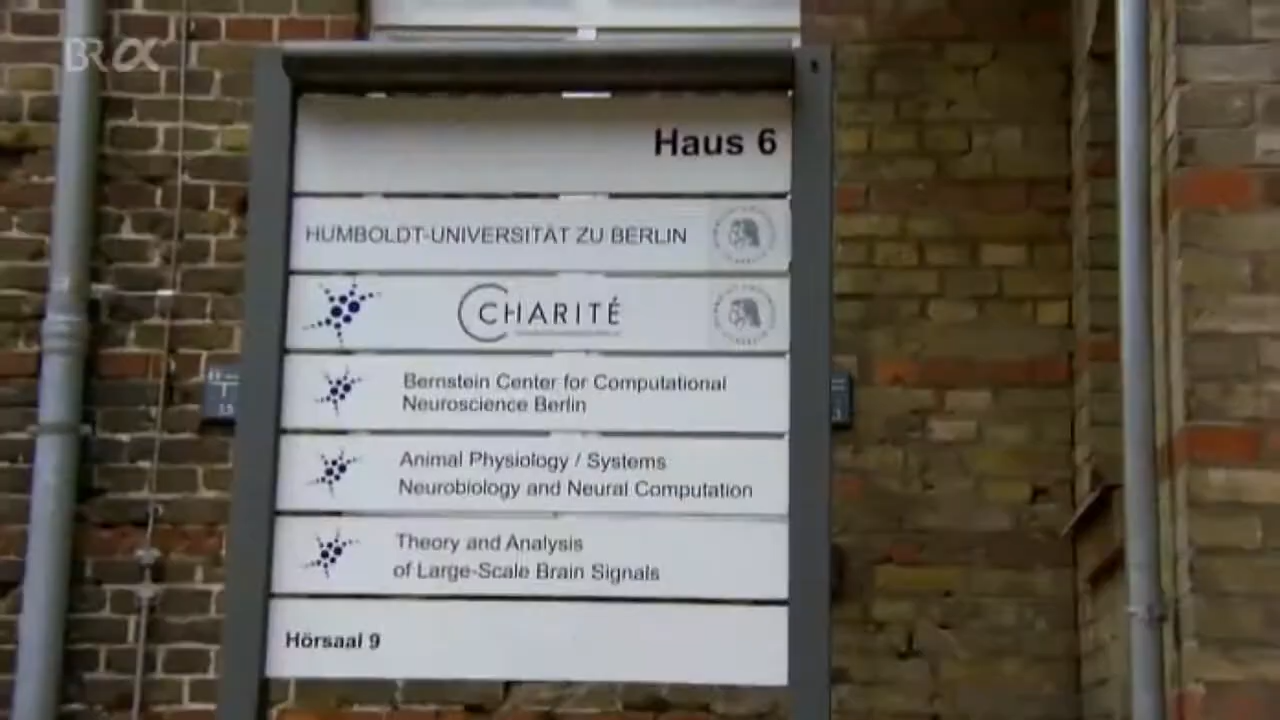 BRα
Haus 6
HUMBOLDT-UNIVERSITÄT ZU BERLIN
CHARITÉ
Bernstein Center for Computational
Neuroscience Berlin
Animal Physiology / Systems
Neurobiology and Neural Computation
Theory and Analysis
of Large-Scale Brain Signals
Hörsaal 9